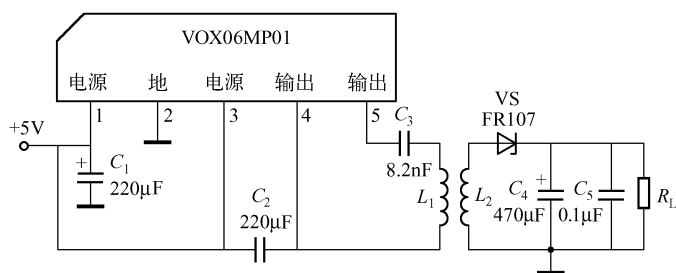 VOX06MP01
电源 地 电源 输出 输出
1 2 3 4 5
+5V
+ C1
220μF
C2
220μF
C3
8.2nF
L1 L2
VS
FR107
C4 +
470μF
C5
0.1μF
RL